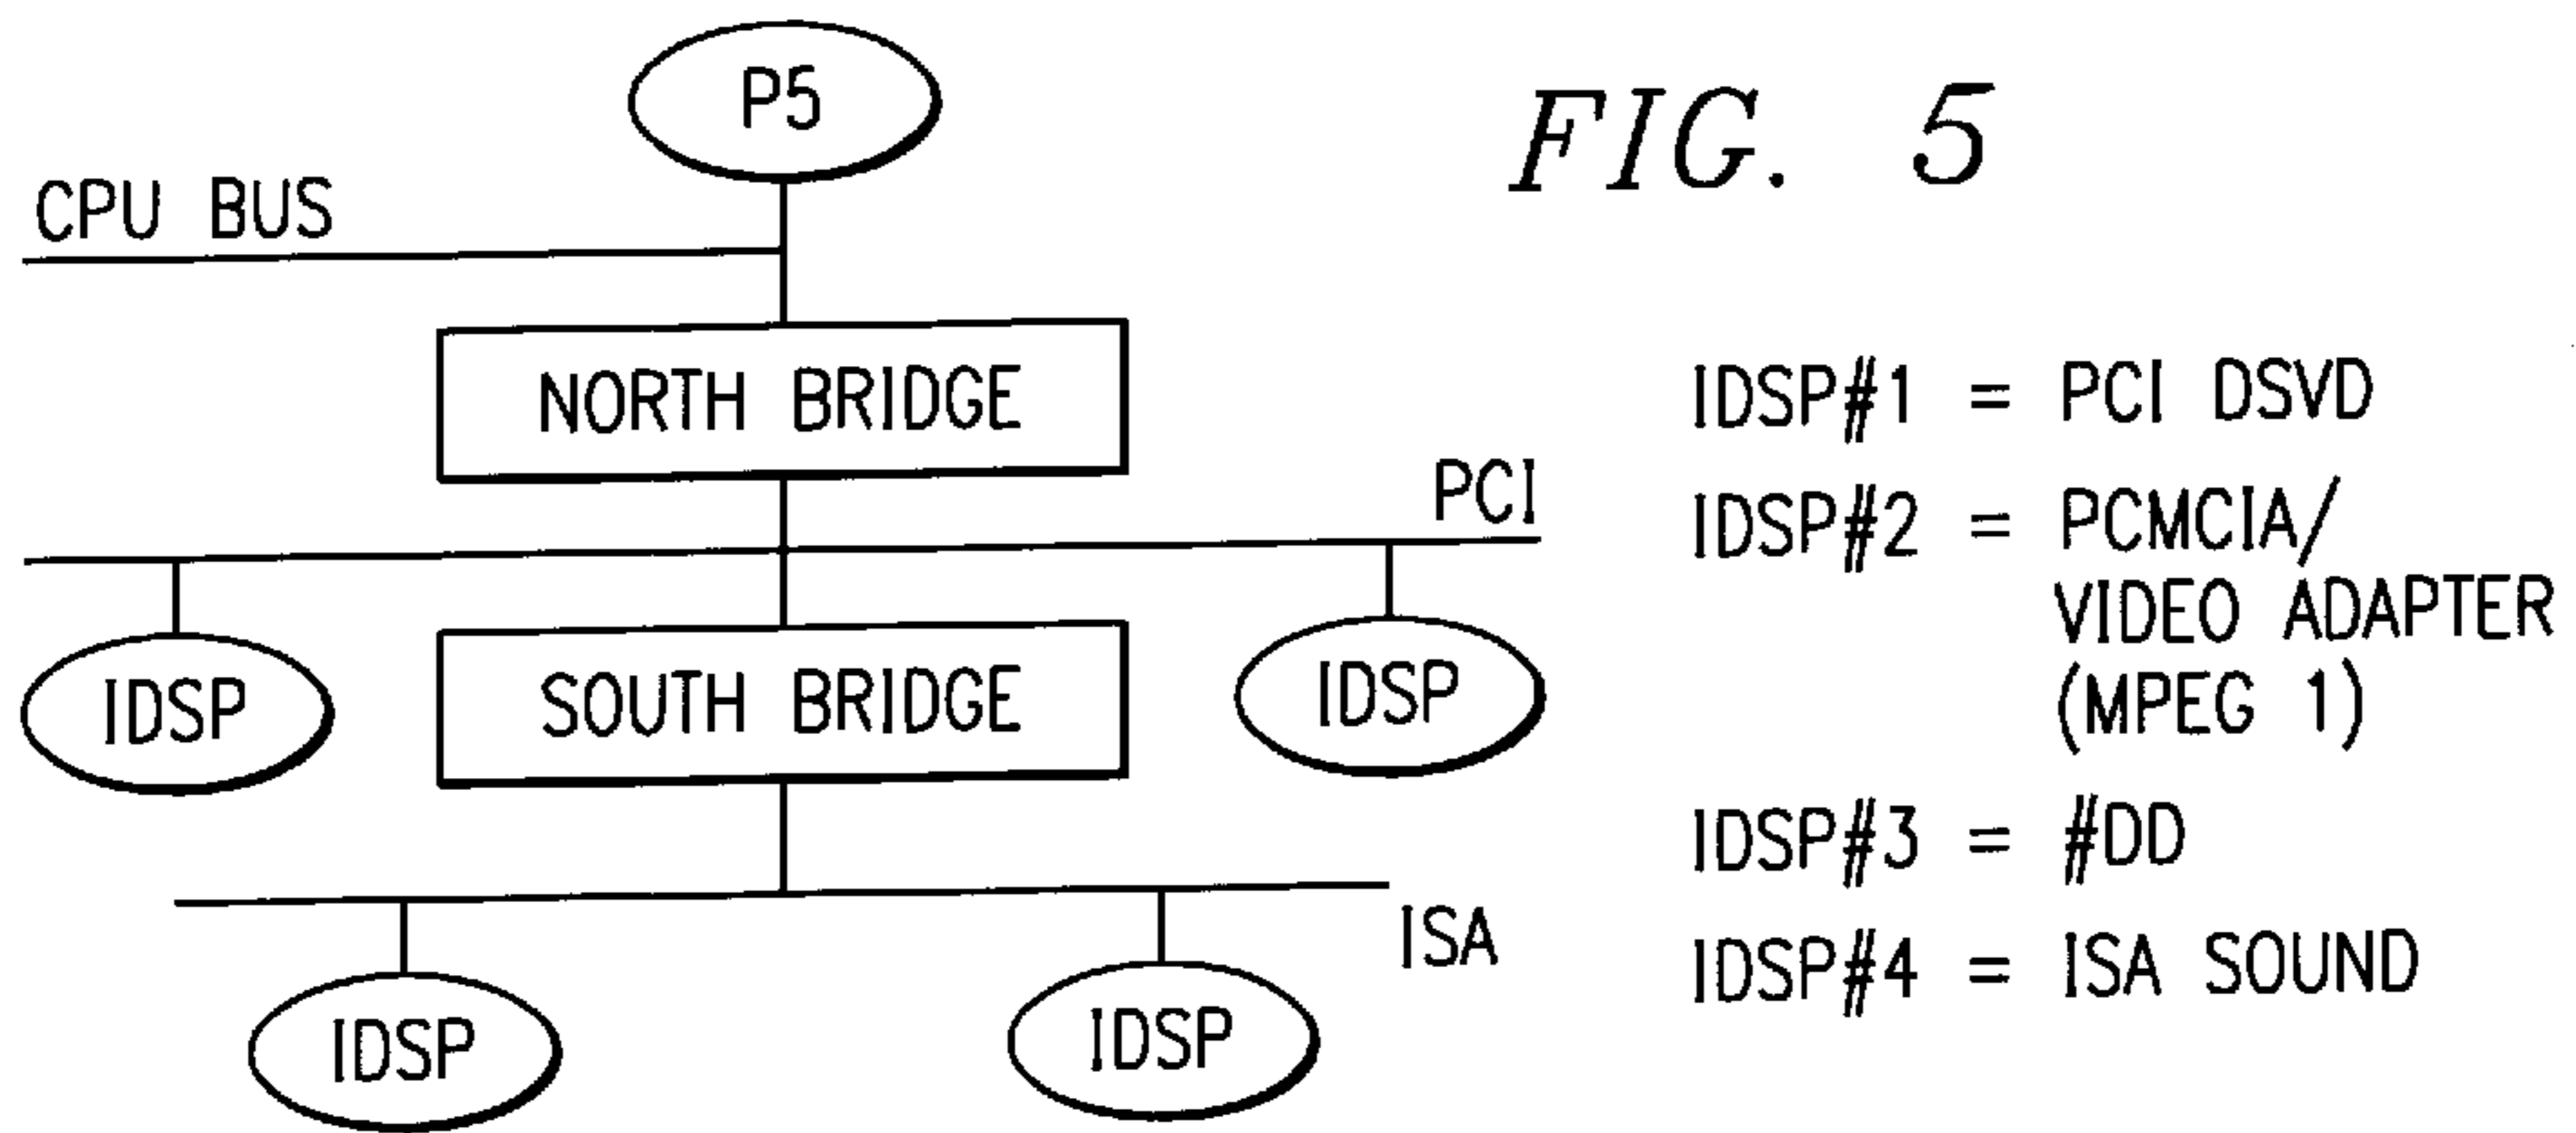 P5
FIG. 5
CPU BUS
NORTH BRIDGE
PCI
IDSP
SOUTH BRIDGE
IDSP
ISA
IDSP
IDSP
IDSP#1 = PCI DSVD
IDSP#2 = PCMCIA/
VIDEO ADAPTER
(MPEG 1)
IDSP#3 = #DD
IDSP#4 = ISA SOUND